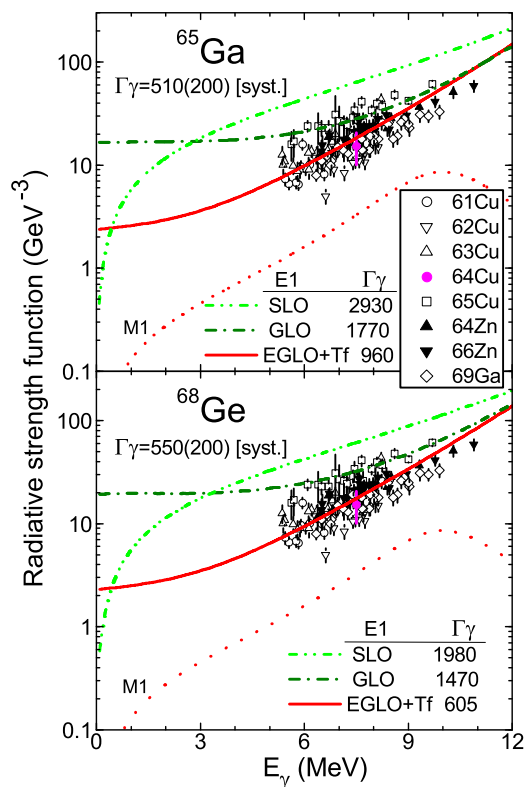 Radiative strength function (GeV⁻³)
⁶⁵Ga
Γγ=510(200) [syst.]
100
10
1
0.1
M1
E1 Γγ
SLO 2930
GLO 1770
EGLO+Tf 960
61Cu
62Cu
63Cu
64Cu
65Cu
64Zn
66Zn
69Ga
⁶⁸Ge
Γγ=550(200) [syst.]
100
10
1
0.1
M1
E1 Γγ
SLO 1980
GLO 1470
EGLO+Tf 605
0 3 6 9 12
Eγ (MeV)